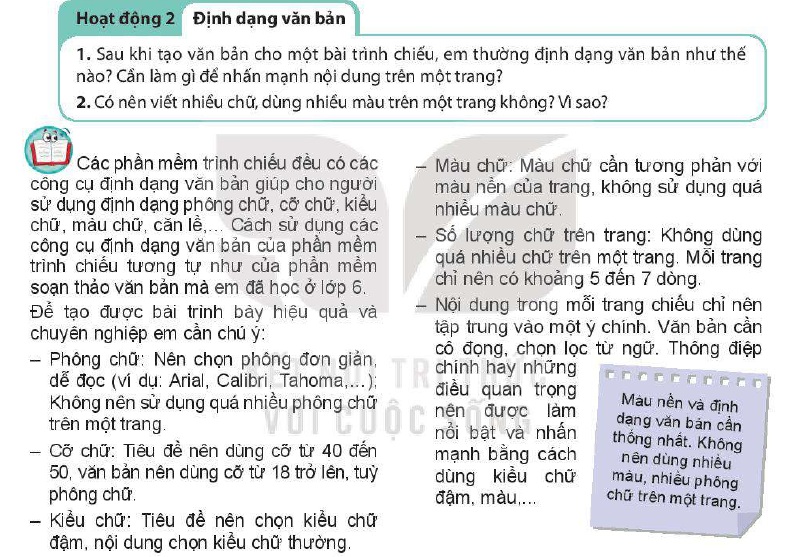 Hoạt động 2
Định dạng văn bản
1. Sau khi tạo văn bản cho một bài trình chiếu, em thường định dạng văn bản như thế
nào? Cần làm gì để nhấn mạnh nội dung trên một trang?
2. Có nên viết nhiều chữ, dùng nhiều màu trên một trang không? Vì sao?
Các phần mềm trình chiếu đều có các
công cụ định dạng văn bản giúp cho người
sử dụng định dạng phông chữ, cỡ chữ, kiểu
chữ, màu chữ, căn lề,... Cách sử dụng các
công cụ định dạng văn bản của phần mềm
trình chiếu tương tự như của phần mềm
soạn thảo văn bản mà em đã học ở lớp 6.
Để tạo được bài trình bày hiệu quả và
chuyên nghiệp em cần chú ý:
– Phông chữ: Nên chọn phông đơn giản,
dễ đọc (ví dụ: Arial, Calibri, Tahoma,...);
Không nên sử dụng quá nhiều phông chữ
trên một trang.
– Cỡ chữ: Tiêu đề nên dùng cỡ từ 40 đến
50, văn bản nên dùng cỡ từ 18 trở lên, tuỳ
phông chữ.
– Kiểu chữ: Tiêu đề nên chọn kiểu chữ
đậm, nội dung chọn kiểu chữ thường.
– Màu chữ: Màu chữ cần tương phản với
màu nền của trang, không sử dụng quá
nhiều màu chữ.
– Số lượng chữ trên trang: Không dùng
quá nhiều chữ trên một trang. Mỗi trang
chỉ nên có khoảng 5 đến 7 dòng.
– Nội dung trong mỗi trang chiếu chỉ nên
tập trung vào một ý chính. Văn bản cần
cô đọng, chọn lọc từ ngữ. Thông điệp
chính hay những
điều quan trọng
nên được làm
nổi bật và nhấn
mạnh bằng cách
dùng kiểu chữ
đậm, màu,...
Màu nền và định
dạng văn bản cần
thống nhất. Không
nên dùng nhiều
màu, nhiều phông
chữ trên một trang.
KẾT NỐI TRI THỨC
VỚI CUỘC SỐNG